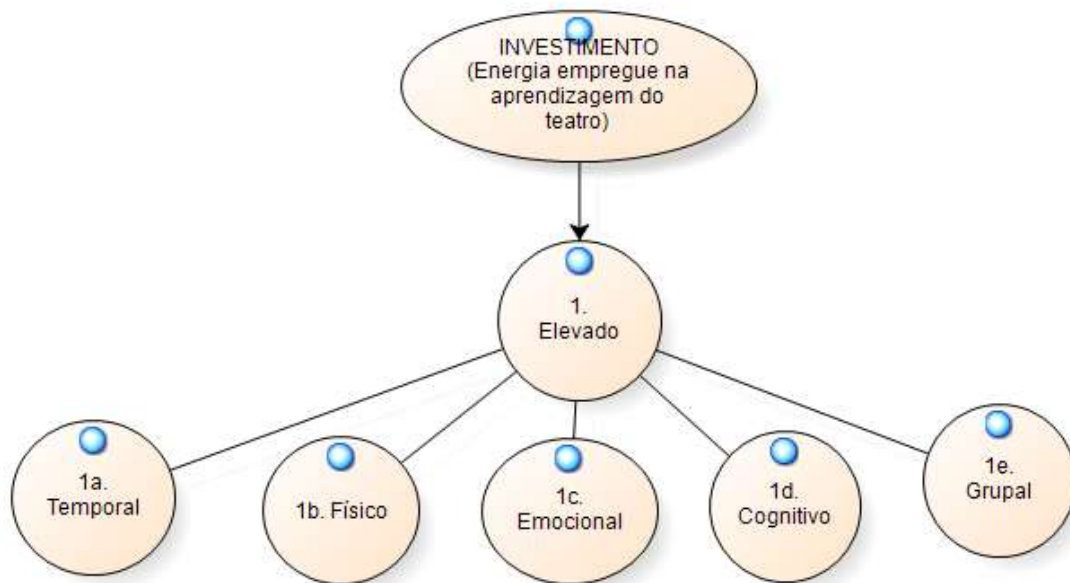 INVESTIMENTO
(Energia empregue na
aprendizagem do
teatro)
1.
Elevado
1a.
Temporal
1b. Físico
1c.
Emocional
1d.
Cognitivo
1e.
Grupal